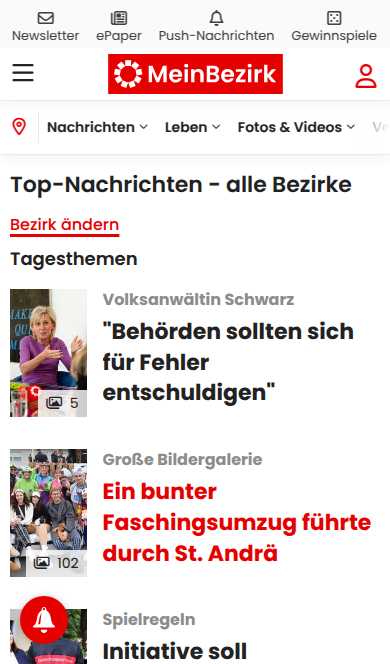 Newsletter ePaper Push-Nachrichten Gewinnspiele
MeinBezirk
Nachrichten Leben Fotos & Videos
Top-Nachrichten - alle Bezirke
Bezirk ändern
Tagesthemen
Volksanwältin Schwarz
"Behörden sollten sich
für Fehler
entschuldigen"
5
Große Bildergalerie
Ein bunter
Faschingsumzug führte
durch St. Andrä
102
Spielregeln
Initiative soll